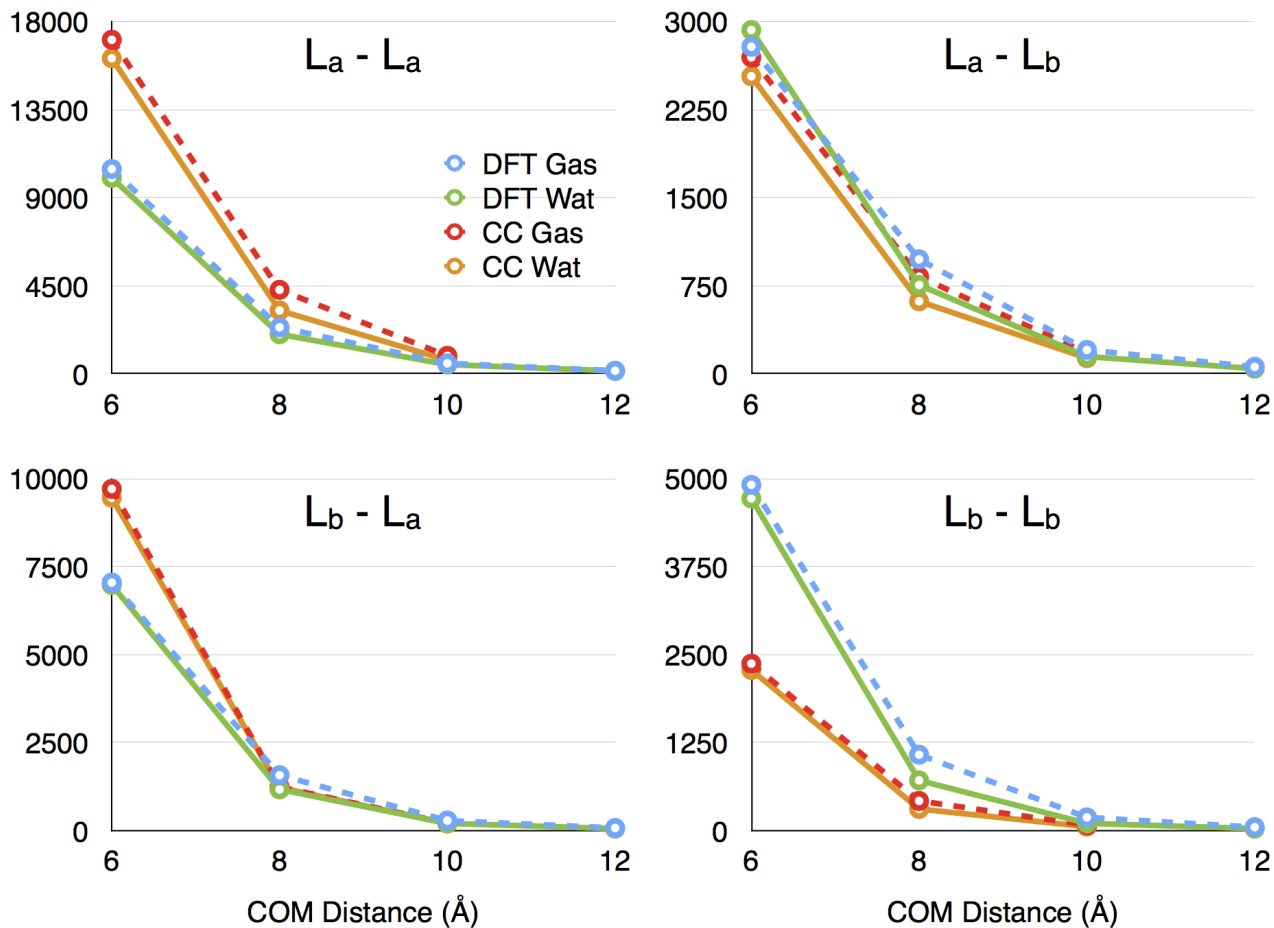 18000
13500
9000
4500
0
6 8 10 12
La - La
DFT Gas
DFT Wat
CC Gas
CC Wat
3000
2250
1500
750
0
6 8 10 12
La - Lb
10000
7500
5000
2500
0
6 8 10 12
Lb - La
COM Distance (Å)
5000
3750
2500
1250
0
6 8 10 12
Lb - Lb
COM Distance (Å)